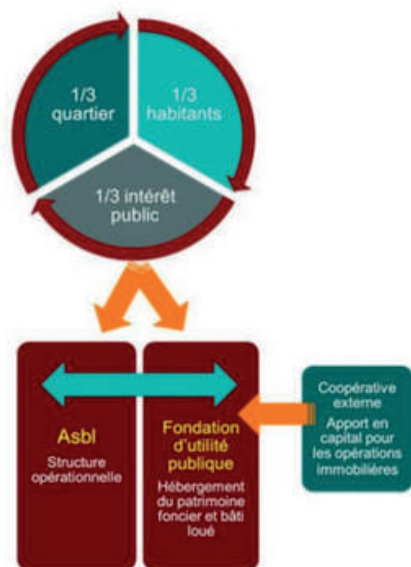 1/3
quartier
1/3
habitants
1/3 intérêt
public
Asbl
Structure
opérationnelle
Fondation
d'utilité
publique
Hébergement
du patrimoine
foncier et bâti
loué
Coopérative
externe
Apport en
capital pour
les opérations
immobilières